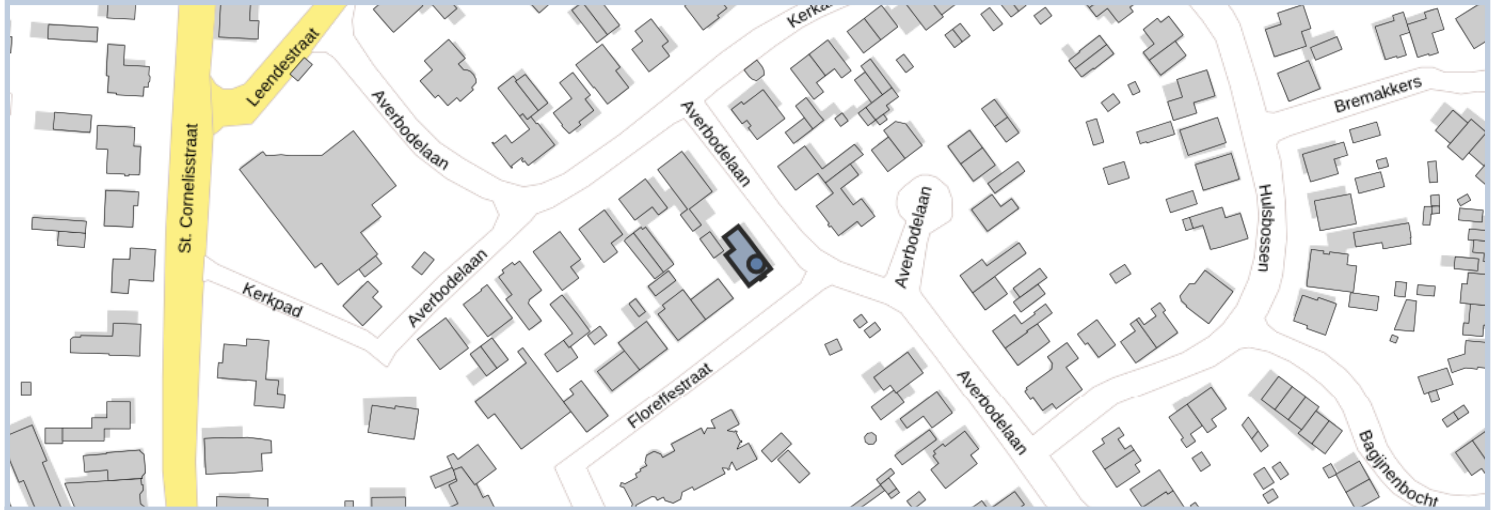 Kerka
Leendestraat
Averbodelaan
Averbodelaan
Bremakkers
St. Cornelisstraat
Averbodelaan
Hulsbossen
Averbodelaan
Kerkpad
Floreffestraat
Averbodelaan
Bagijnenbocht